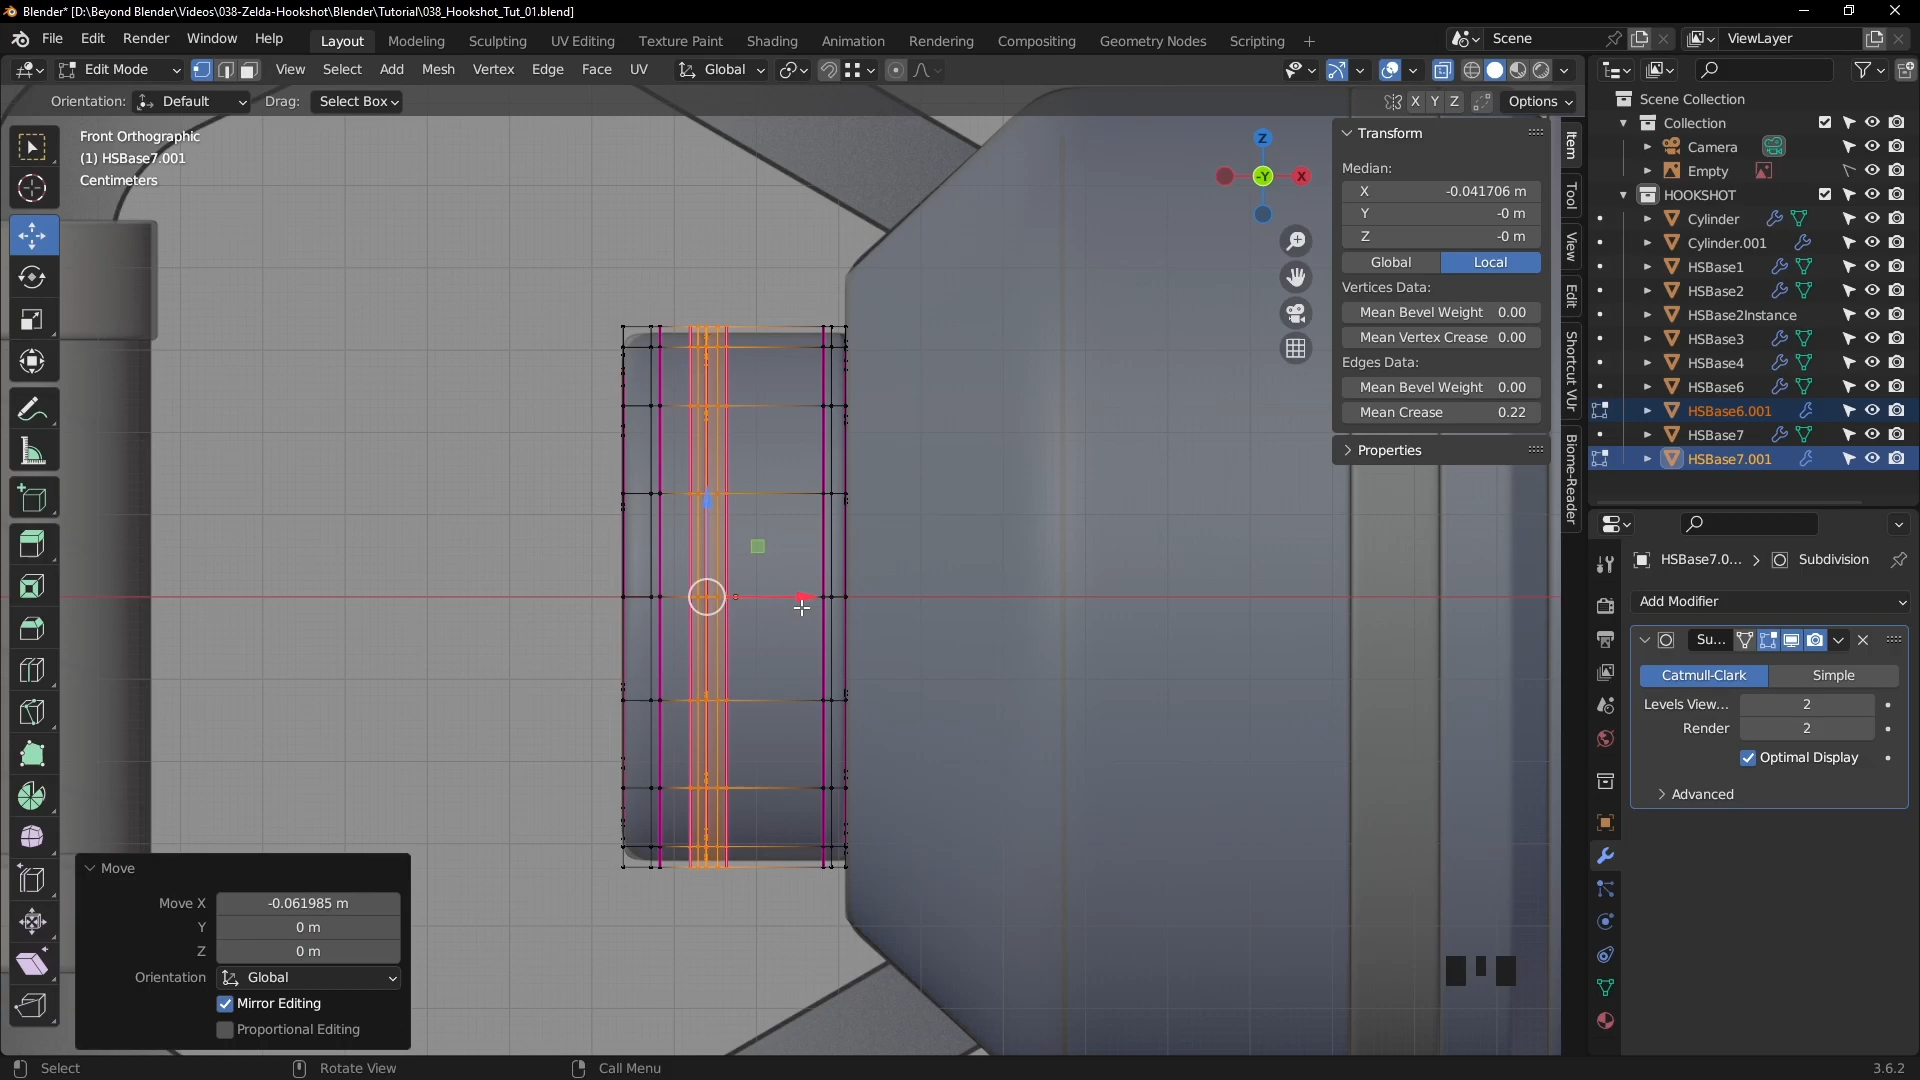 Blender* [D:\Beyond Blender\Videos\038-Zelda-Hookshot\Blender\Tutorial\038_Hookshot_Tut_01.blend]
File Edit Render Window Help Layout Modeling Sculpting UV Editing Texture Paint Shading Animation Rendering Compositing Geometry Nodes Scripting + Scene ViewLayer
Edit Mode View Select Add Mesh Vertex Edge Face UV Global
Orientation: Default Drag: Select Box X Y Z Options
Front Orthographic
(1) HSBase7.001
Centimeters
Z
-Y X
Transform
Median:
X -0.041706 m
Y -0 m
Z -0 m
Global Local
Vertices Data:
Mean Bevel Weight 0.00
Mean Vertex Crease 0.00
Edges Data:
Mean Bevel Weight 0.00
Mean Crease 0.22
Properties
Item
Tool
View
Edit
Shortcut VUr
Biome-Reader
Scene Collection
Collection
Camera
Empty
HOOKSHOT
Cylinder
Cylinder.001
HSBase1
HSBase2
HSBase2Instance
HSBase3
HSBase4
HSBase6
HSBase6.001
HSBase7
HSBase7.001
HSBase7.0... > Subdivision
Add Modifier
Su...
Catmull-Clark Simple
Levels View... 2
Render 2
Optimal Display
Advanced
Move
Move X -0.061985 m
Y 0 m
Z 0 m
Orientation Global
Mirror Editing
Proportional Editing
Select Rotate View Call Menu 3.6.2